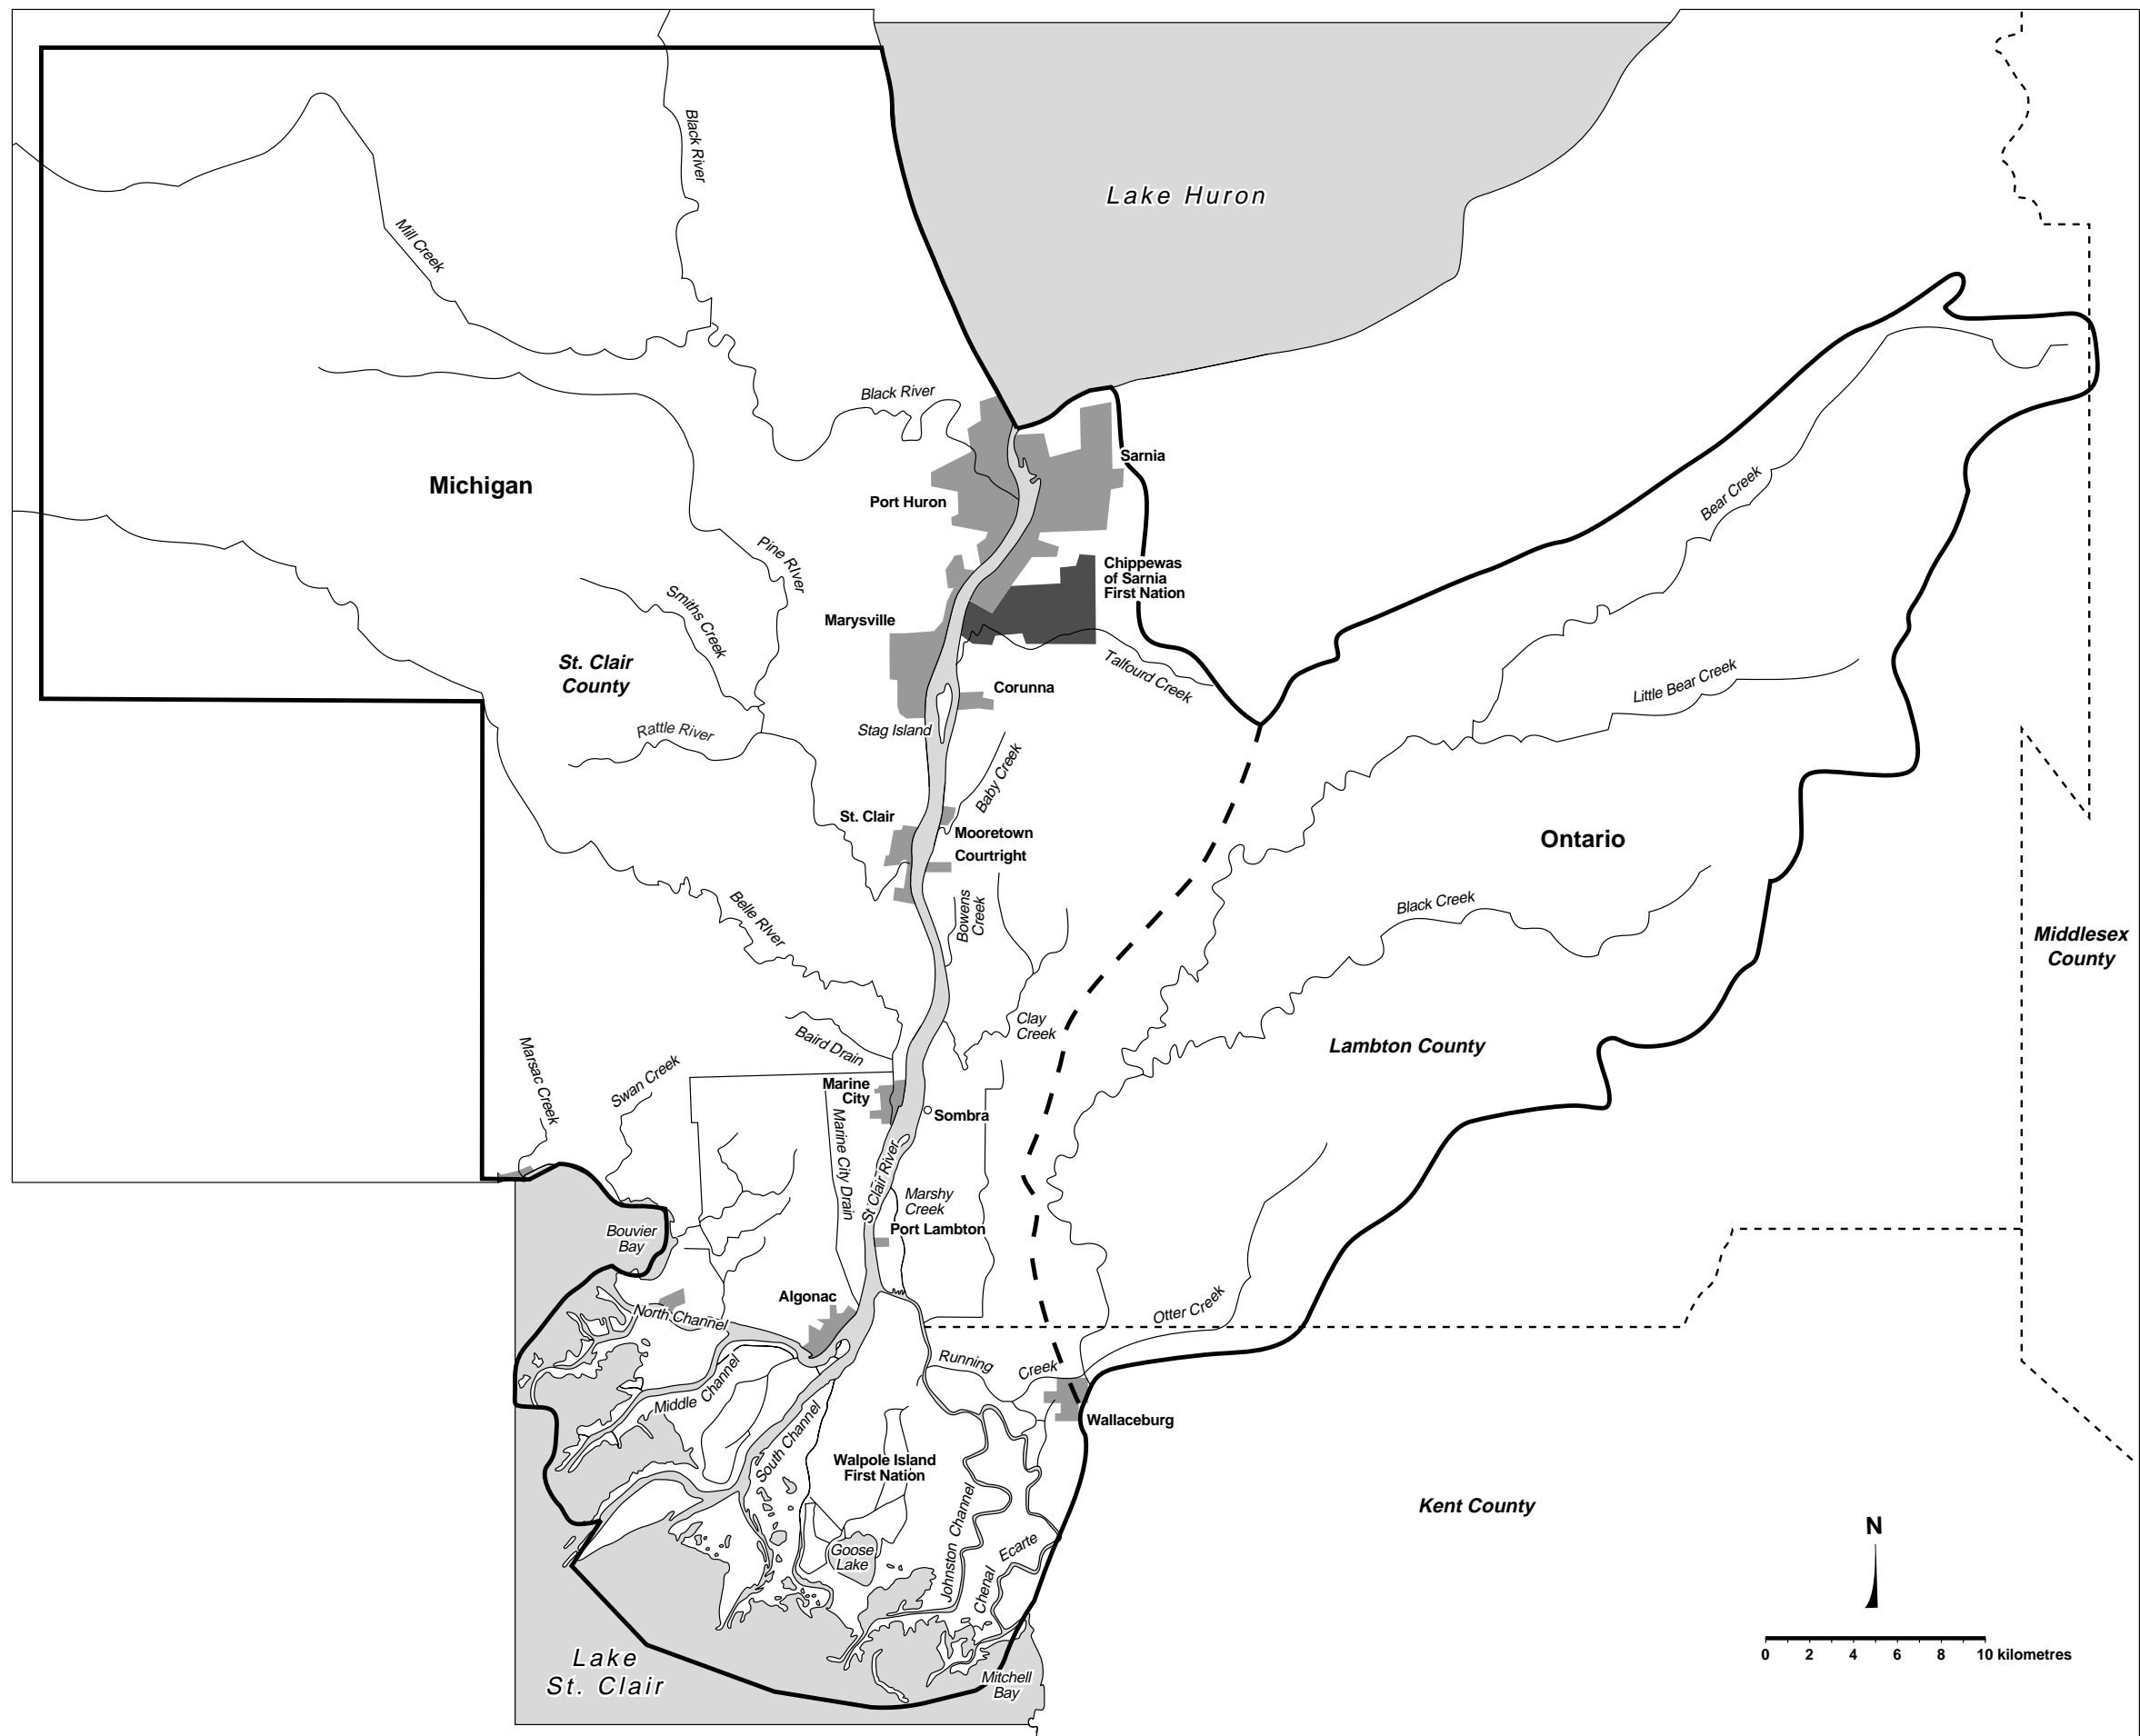 Black River
Lake Huron
Mill Creek
Black River
Sarnia
Michigan
Port Huron
Bear Creek
Pine RIver
Chippewas
of Sarnia
First Nation
Smiths Creek
Marysville
St. Clair
County
Talfourd Creek
Little Bear Creek
Corunna
Rattle River
Stag Island
Baby Creek
St. Clair
Mooretown
Courtright
Ontario
Belle RIver
Bowens
Creek
Black Creek
Middlesex
County
Clay
Creek
Baird Drain
Lambton County
Marsac Creek
Swan Creek
Marine
City
Sombra
Marine City Drain
St Clair River
Marshy
Creek
Port Lambton
Bouvier
Bay
Algonac
North Channel
Otter Creek
Running Creek
Middle Channel
Wallaceburg
South Channel
Walpole Island
First Nation
Kent County
Johnston Channel
Goose
Lake
Chenal Ecarte
N
Lake
St. Clair
Mitchell
Bay
0 2 4 6 8 10 kilometres